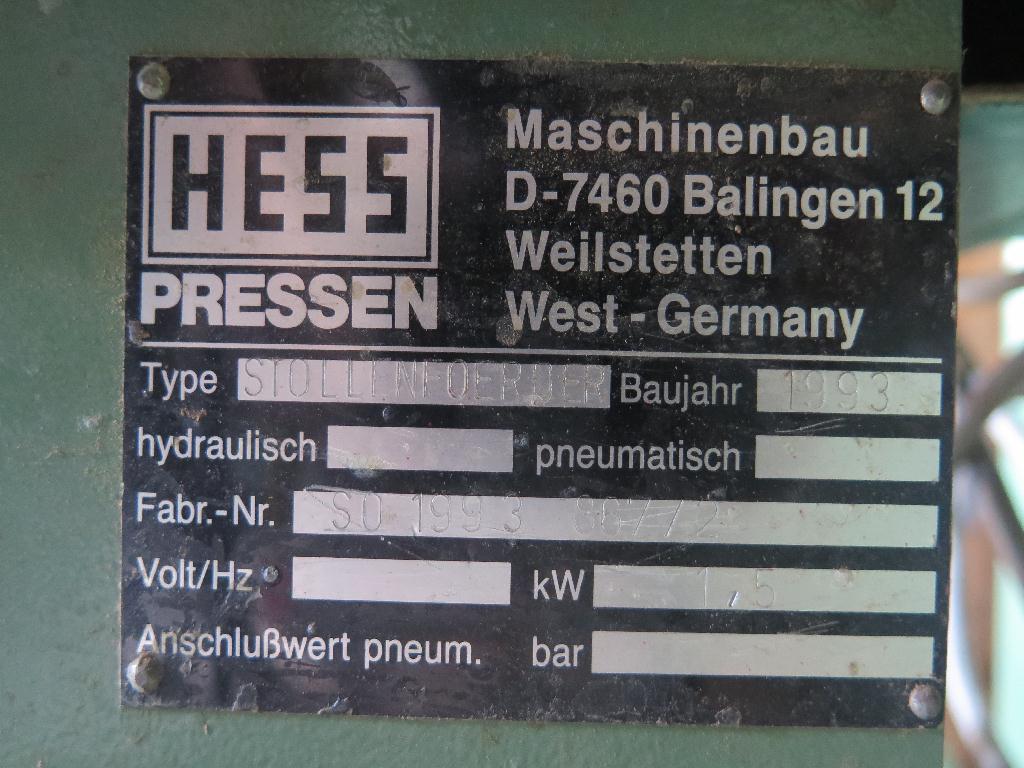 HESS
PRESSEN
Maschinenbau
D-7460 Balingen 12
Weilstetten
West - Germany
Type STOLLENFOERDER Baujahr 1993
hydraulisch pneumatisch
Fabr.-Nr. SO 1993
Volt/Hz kW 1,5
Anschlußwert pneum. bar